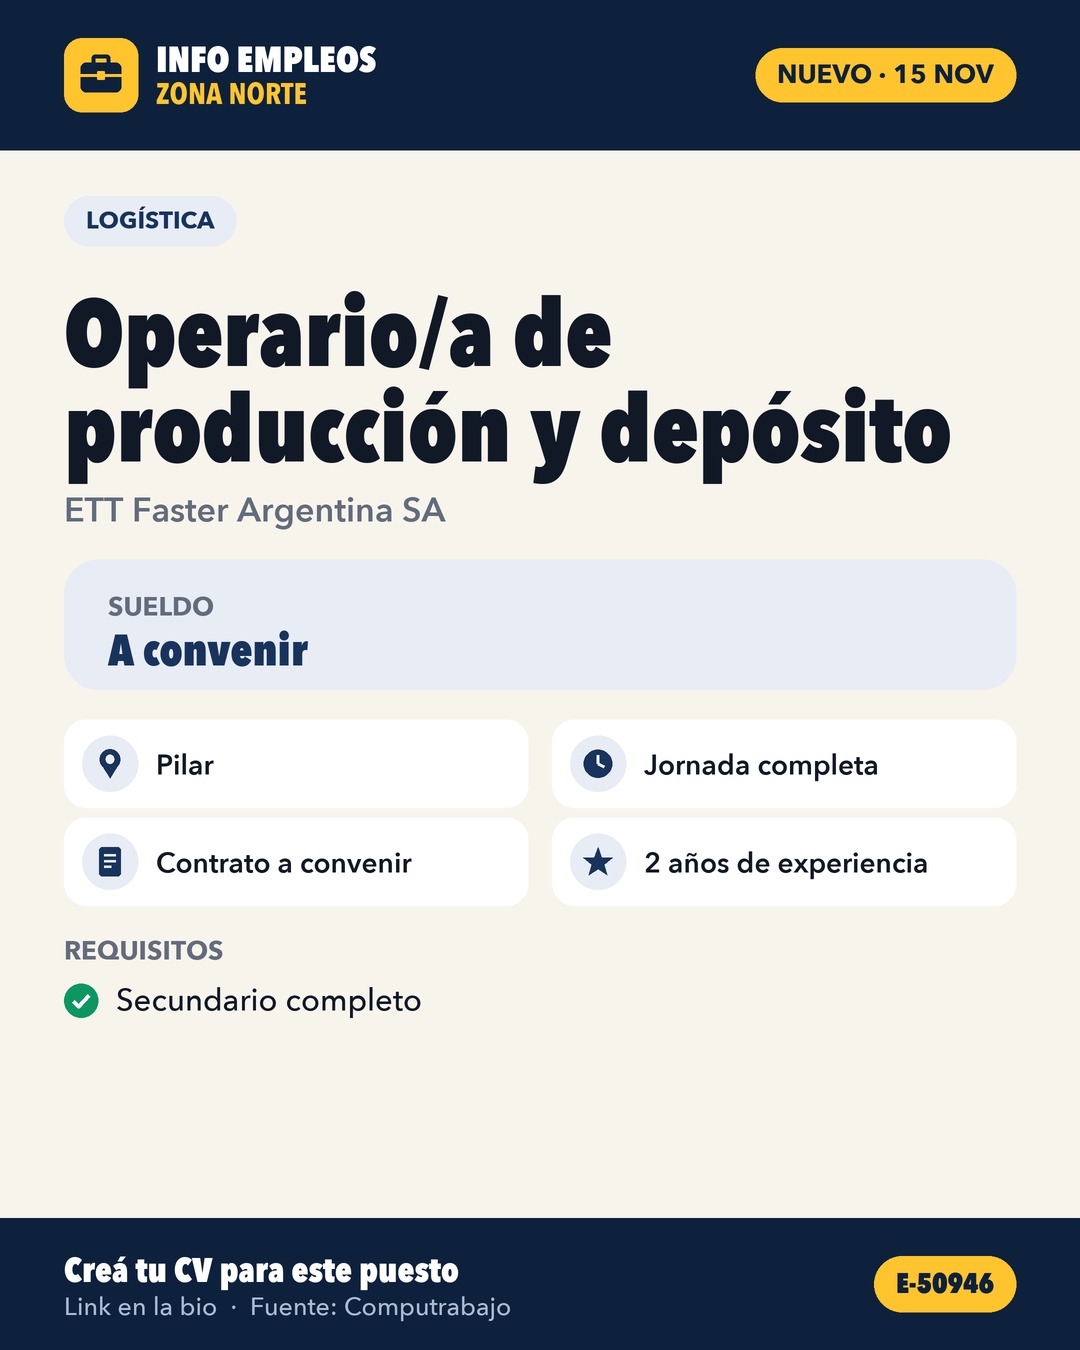 INFO EMPLEOS
ZONA NORTE
NUEVO · 15 NOV
LOGÍSTICA
Operario/a de
producción y depósito
ETT Faster Argentina SA
SUELDO
A convenir
Pilar
Jornada completa
Contrato a convenir
2 años de experiencia
REQUISITOS
Secundario completo
Creá tu CV para este puesto
Link en la bio · Fuente: Computrabajo
E-50946